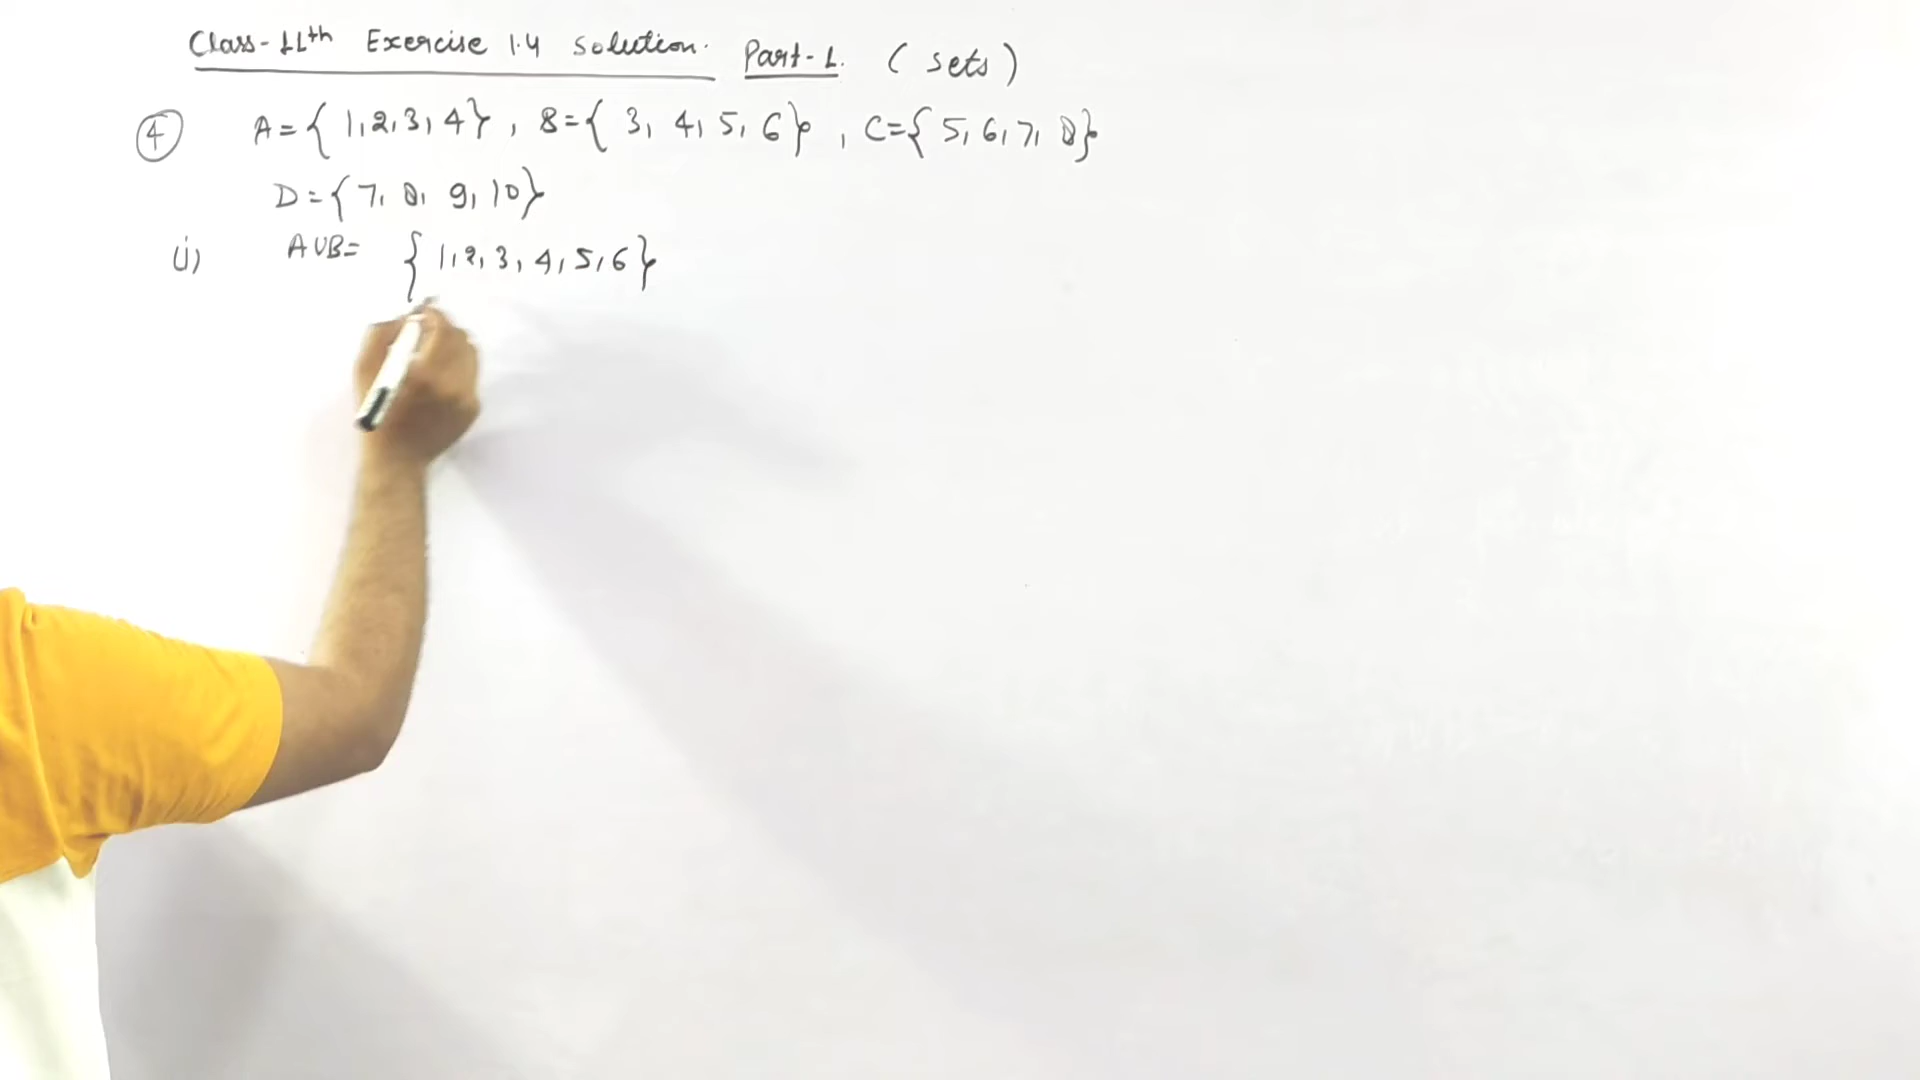 Class-11th Exercise 1.4 solution. Part-1. (sets)
4 A={1,2,3,4}, B={3,4,5,6}, C={5,6,7,8}
D={7,8,9,10}
(i) A∪B= {1,2,3,4,5,6}